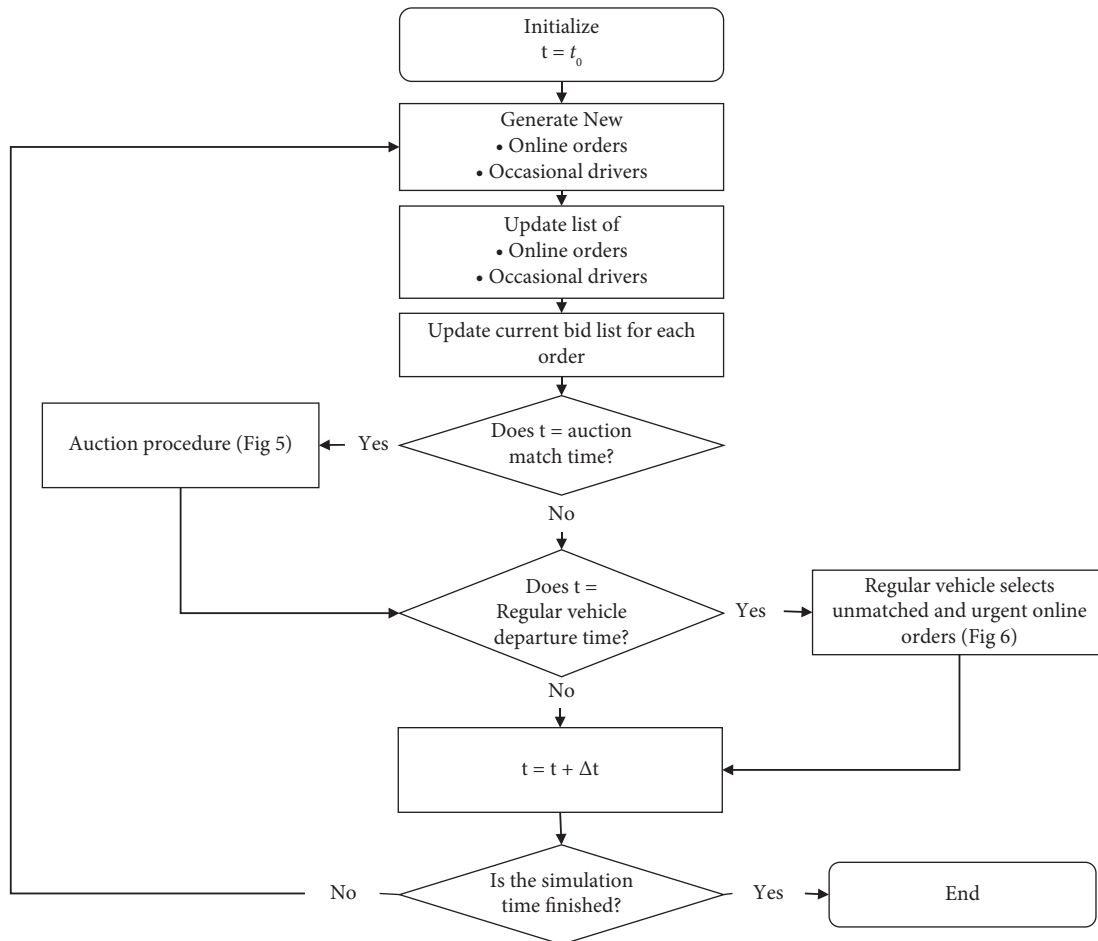 Initialize
t = t₀
Generate New
• Online orders
• Occasional drivers
Update list of
• Online orders
• Occasional drivers
Update current bid list for each
order
Auction procedure (Fig 5)
Yes
Does t = auction
match time?
No
Does t =
Regular vehicle
departure time?
Yes
Regular vehicle selects
unmatched and urgent online
orders (Fig 6)
No
t = t + Δt
No
Is the simulation
time finished?
Yes
End